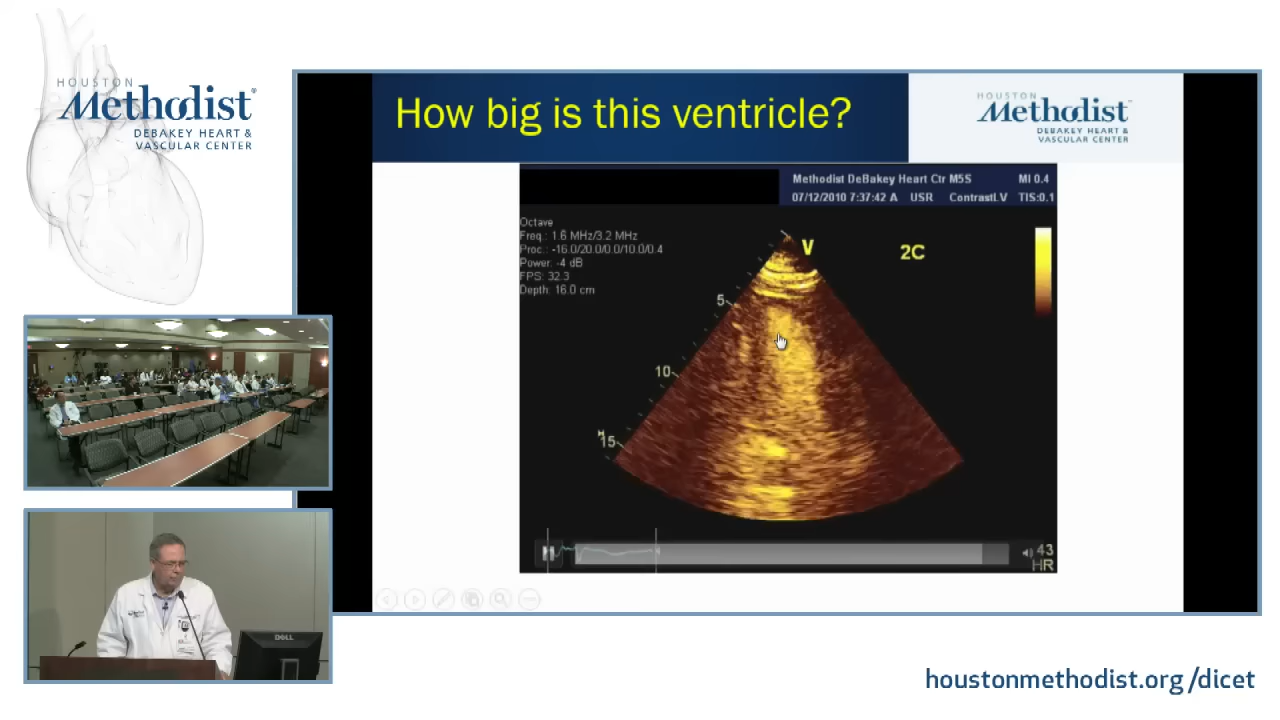 HOUSTON
Methodist
DEBAKEY HEART &
VASCULAR CENTER
How big is this ventricle?
HOUSTON
Methodist
DEBAKEY HEART &
VASCULAR CENTER
Methodist DeBakey Heart Ctr M5S MI 0.4
07/12/2010 7:37:42 A USR ContrastLV TIS:0.1
Octave
Freq.: 1.6 MHz/3.2 MHz
Proc.: -16.0/20.0/0.0/10.0/0.4
Power: -4 dB
FPS: 32.3
Depth: 16.0 cm
V
2C
5
10
15
43
HR
DELL
houstonmethodist.org/dicet